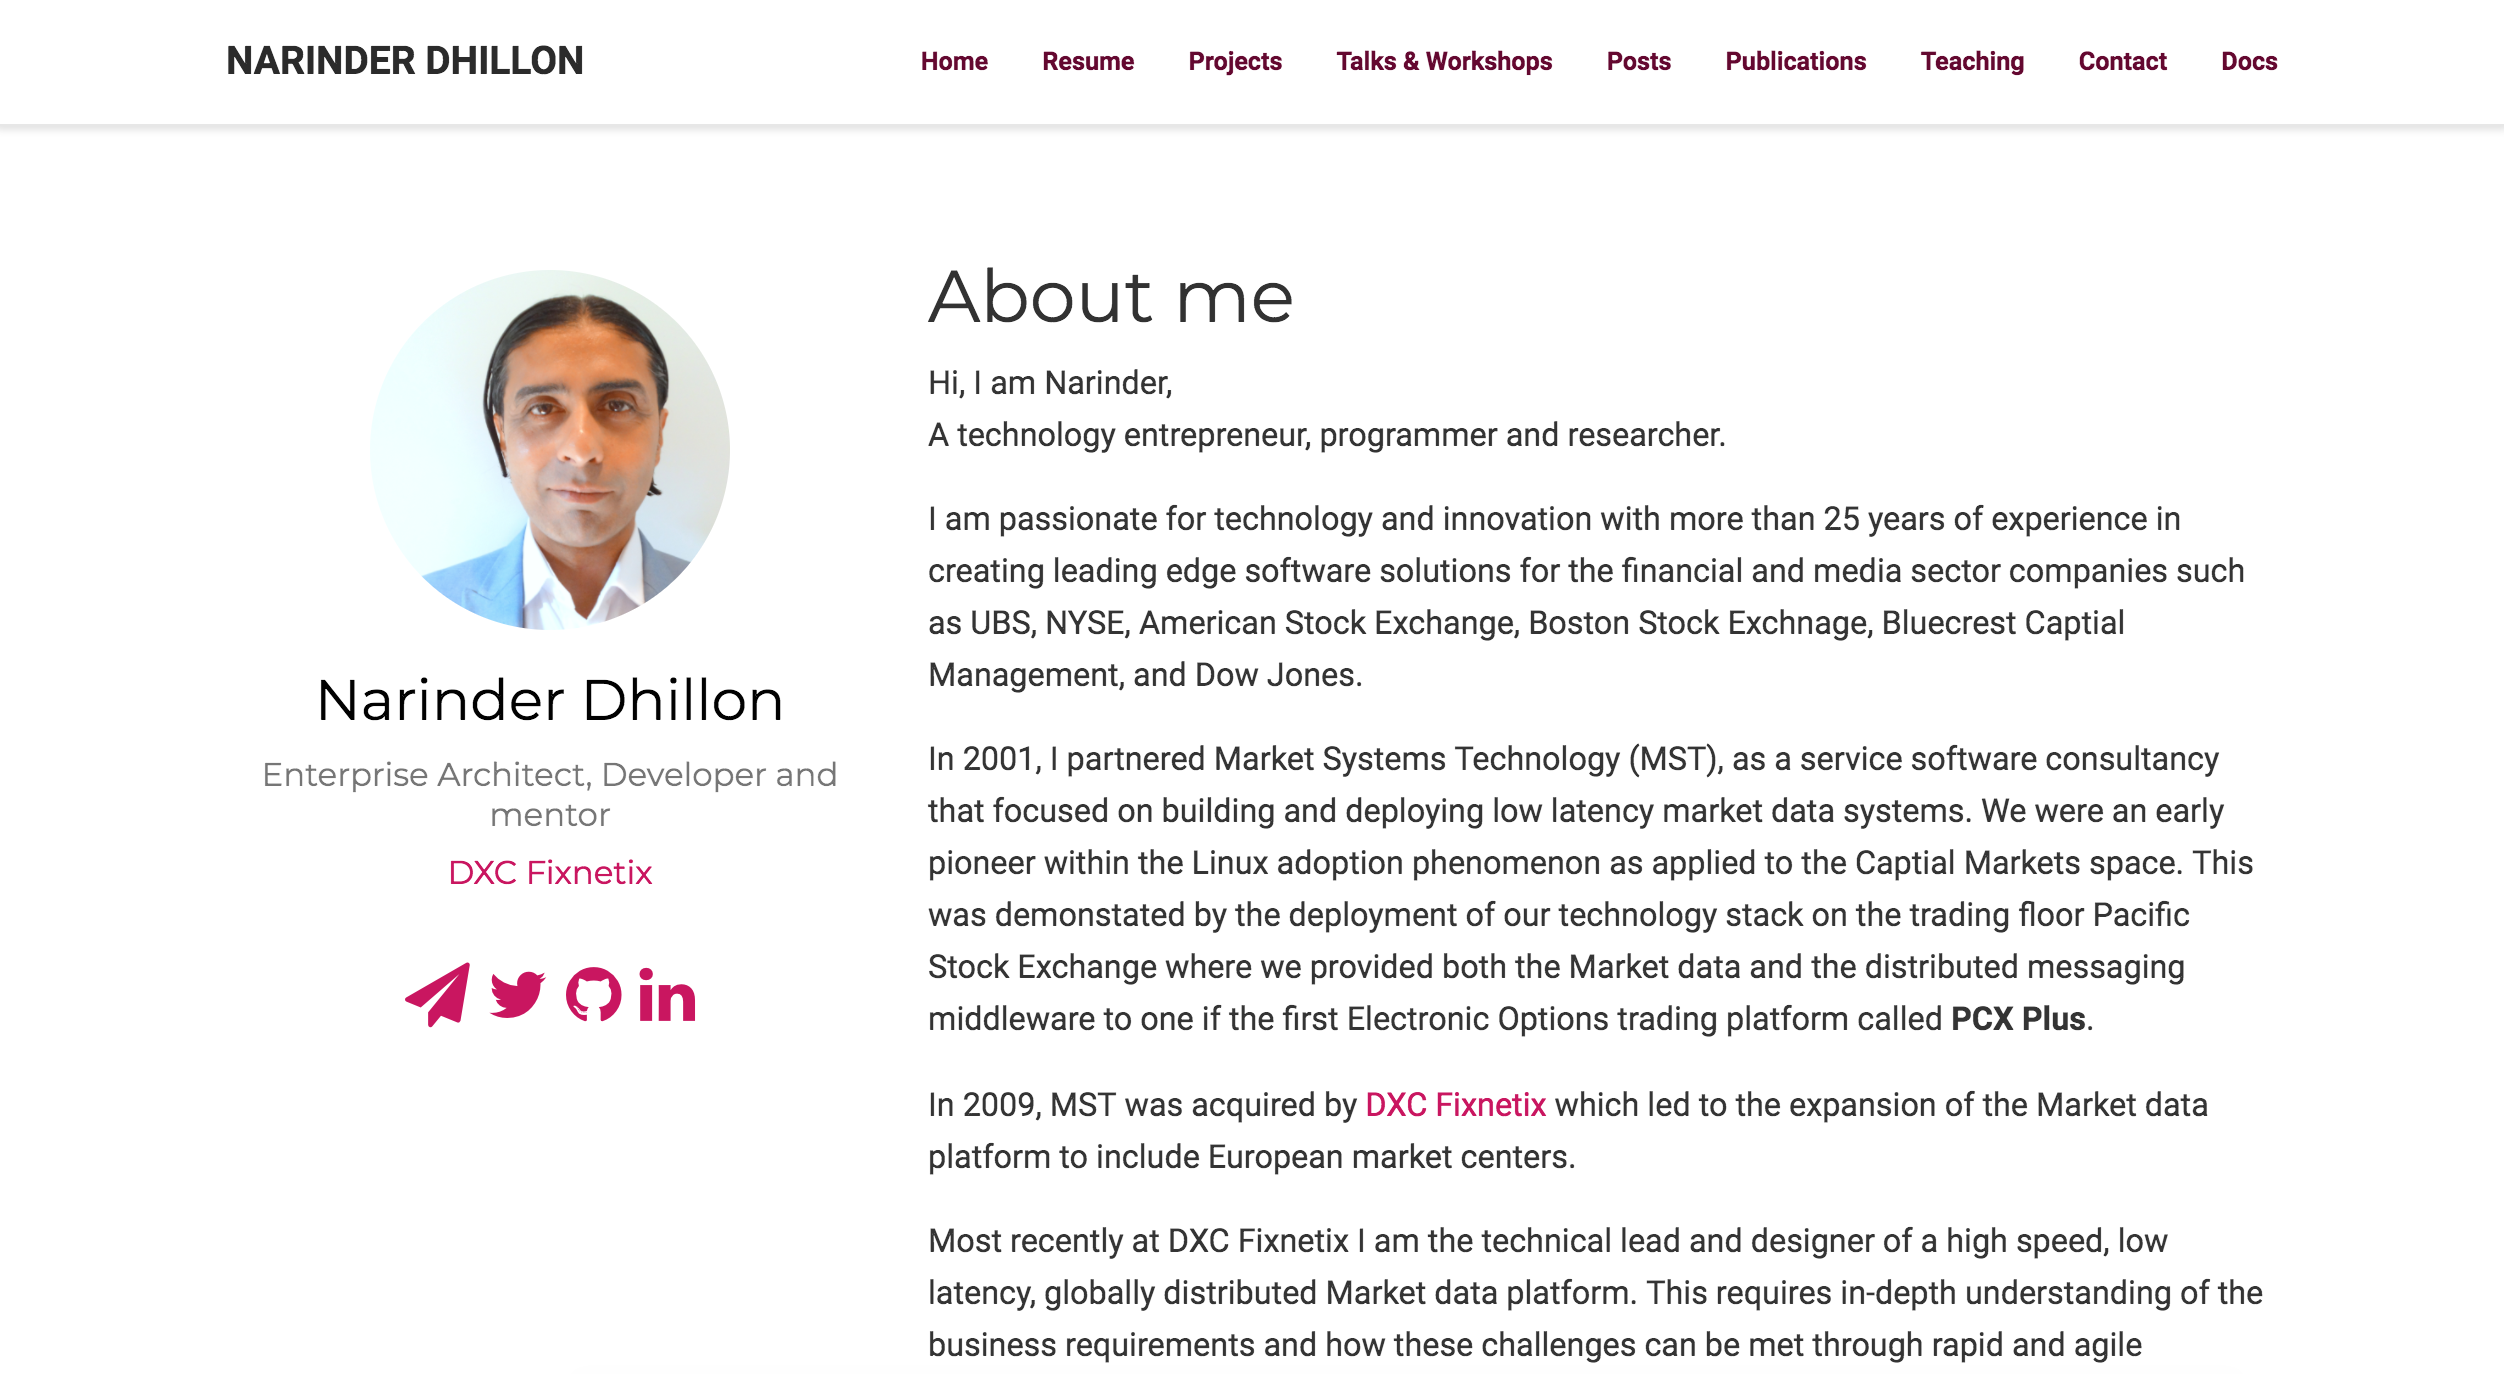 NARINDER DHILLON
Home Resume Projects Talks & Workshops Posts Publications Teaching Contact Docs
Narinder Dhillon
Enterprise Architect, Developer and
mentor
DXC Fixnetix
in
About me
Hi, I am Narinder,
A technology entrepreneur, programmer and researcher.
I am passionate for technology and innovation with more than 25 years of experience in
creating leading edge software solutions for the financial and media sector companies such
as UBS, NYSE, American Stock Exchange, Boston Stock Exchnage, Bluecrest Captial
Management, and Dow Jones.
In 2001, I partnered Market Systems Technology (MST), as a service software consultancy
that focused on building and deploying low latency market data systems. We were an early
pioneer within the Linux adoption phenomenon as applied to the Captial Markets space. This
was demonstated by the deployment of our technology stack on the trading floor Pacific
Stock Exchange where we provided both the Market data and the distributed messaging
middleware to one if the first Electronic Options trading platform called PCX Plus.
In 2009, MST was acquired by DXC Fixnetix which led to the expansion of the Market data
platform to include European market centers.
Most recently at DXC Fixnetix I am the technical lead and designer of a high speed, low
latency, globally distributed Market data platform. This requires in-depth understanding of the
business requirements and how these challenges can be met through rapid and agile